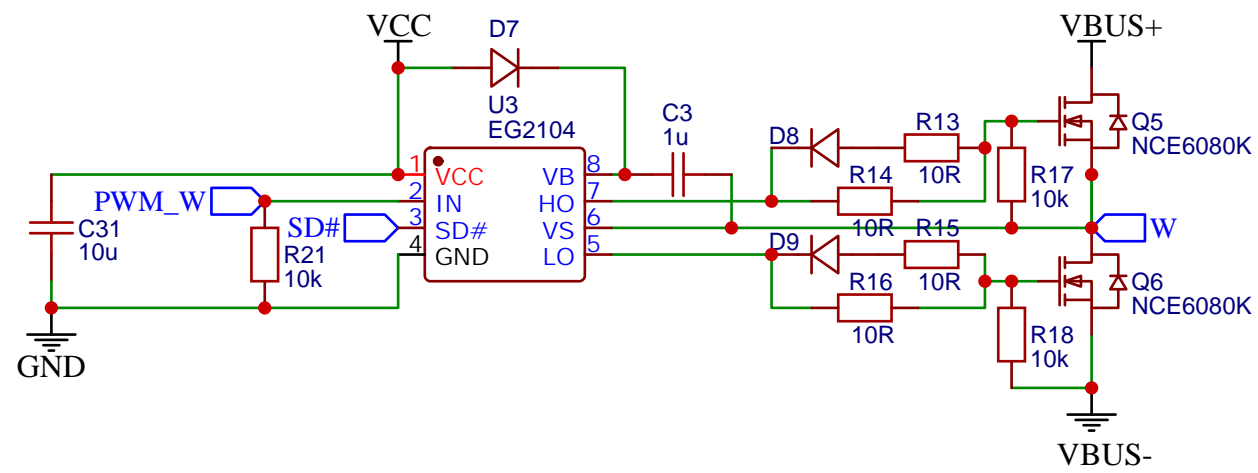 VCC
D7
VBUS+
U3
EG2104
C3
1u
D8
R13
10R
Q5
NCE6080K
1
VCC
VB
8
R14
10R
R17
10k
PWM_W
2
IN
HO
7
SD#
3
SD#
VS
6
W
C31
10u
R21
10k
4
GND
LO
5
D9
R15
10R
R16
10R
Q6
NCE6080K
R18
10k
GND
VBUS-